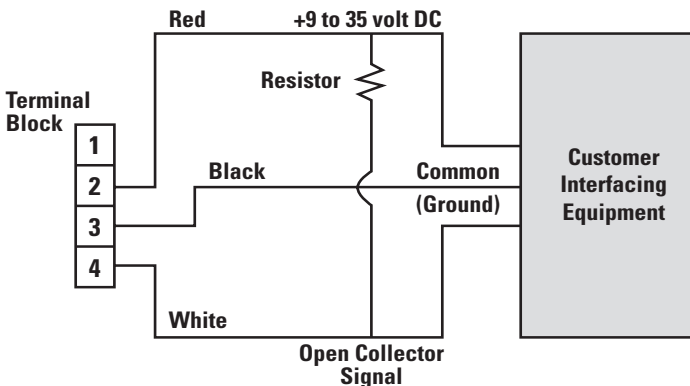 Red
+9 to 35 volt DC
Resistor
Terminal
Block
1
2
3
4
Black
Common
(Ground)
Customer
Interfacing
Equipment
White
Open Collector
Signal